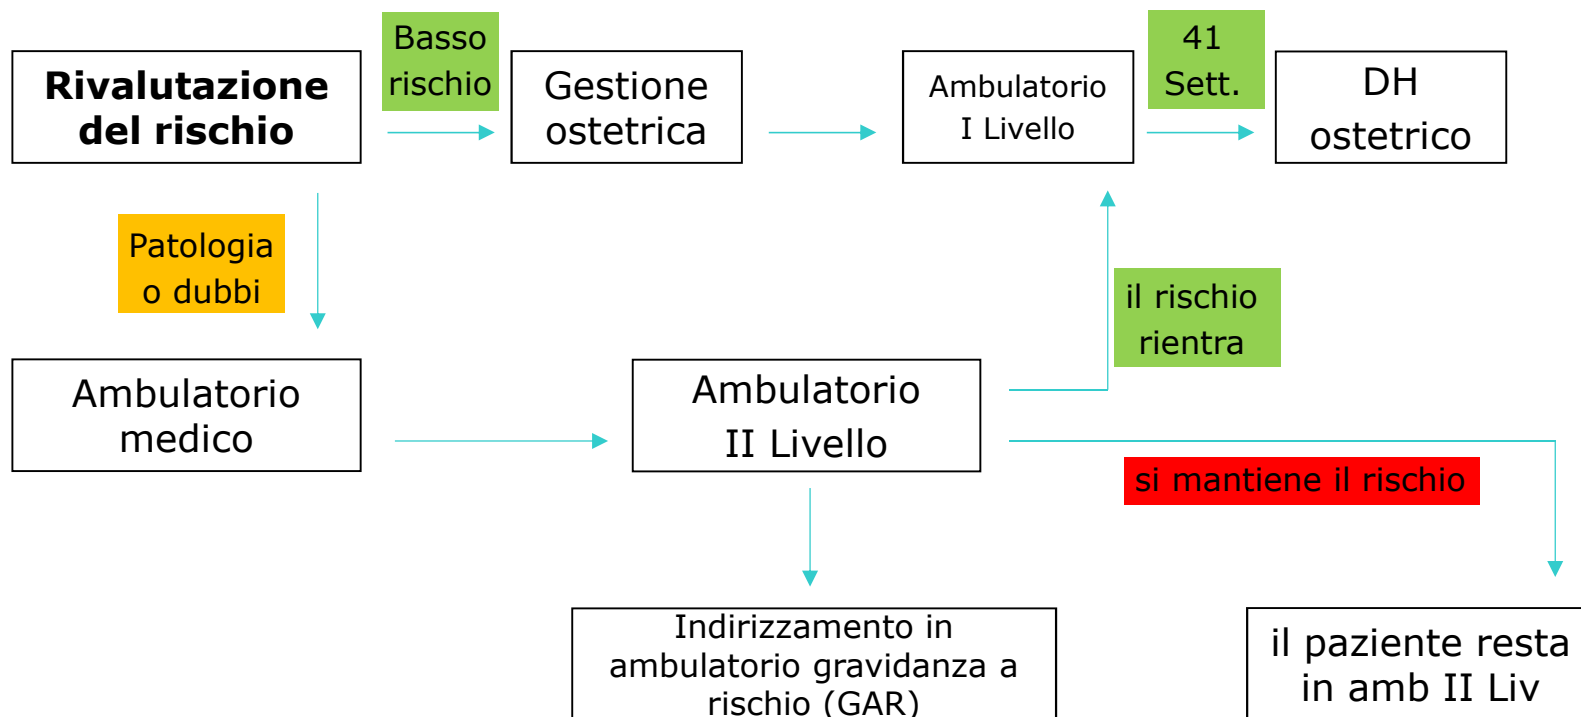 Rivalutazione
del rischio
Basso
rischio
Gestione
ostetrica
Ambulatorio
I Livello
41
Sett.
DH
ostetrico
Patologia
o dubbi
il rischio
rientra
Ambulatorio
medico
Ambulatorio
II Livello
si mantiene il rischio
Indirizzamento in
ambulatorio gravidanza a
rischio (GAR)
il paziente resta
in amb II Liv